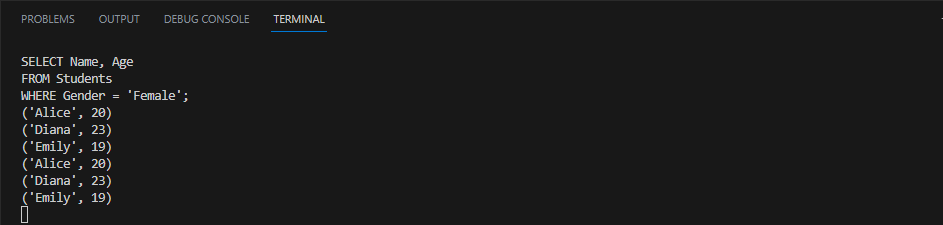 PROBLEMS OUTPUT DEBUG CONSOLE TERMINAL
SELECT Name, Age
FROM Students
WHERE Gender = 'Female';
('Alice', 20)
('Diana', 23)
('Emily', 19)
('Alice', 20)
('Diana', 23)
('Emily', 19)